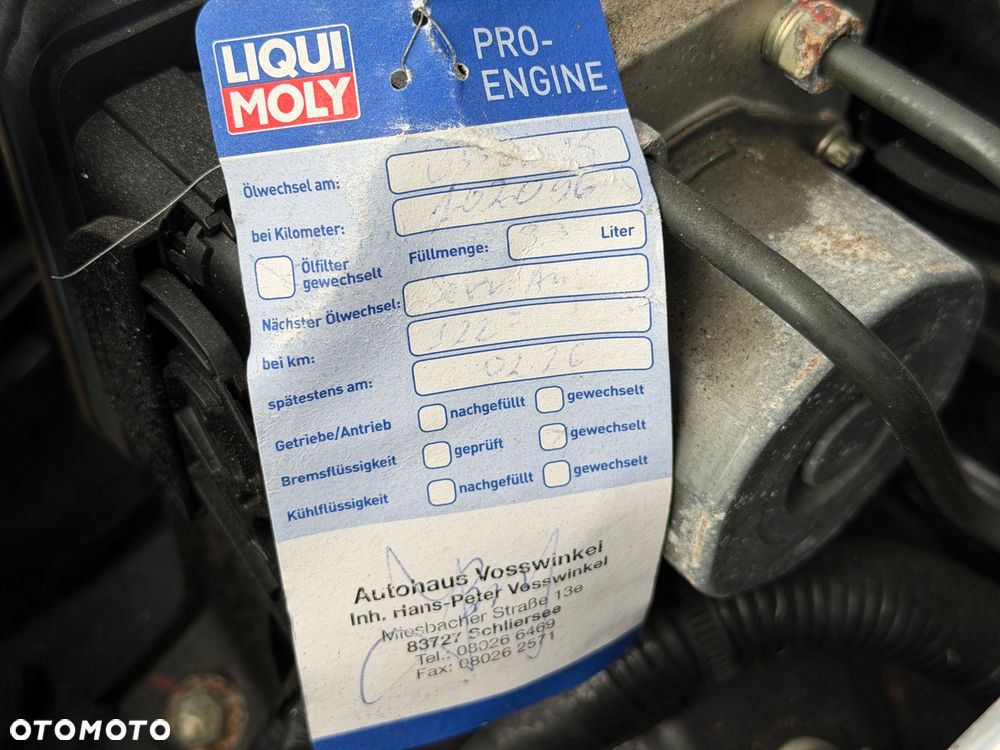 LIQUI
MOLY
PRO-
ENGINE
Ölwechsel am:
bei Kilometer: 102096
Ölfilter
gewechselt
Füllmenge: Liter
Nächster Ölwechsel:
bei km:
spätestens am: 02.26
Getriebe/Antrieb nachgefüllt gewechselt
Bremsflüssigkeit geprüft gewechselt
Kühlflüssigkeit nachgefüllt gewechselt
Autohaus Vosswinkel
Inh. Hans-Peter Vosswinkel
Miesbacher Straße 13e
83727 Schliersee
Tel.: 08026 6469
Fax: 08026 2571
OTOMOTO